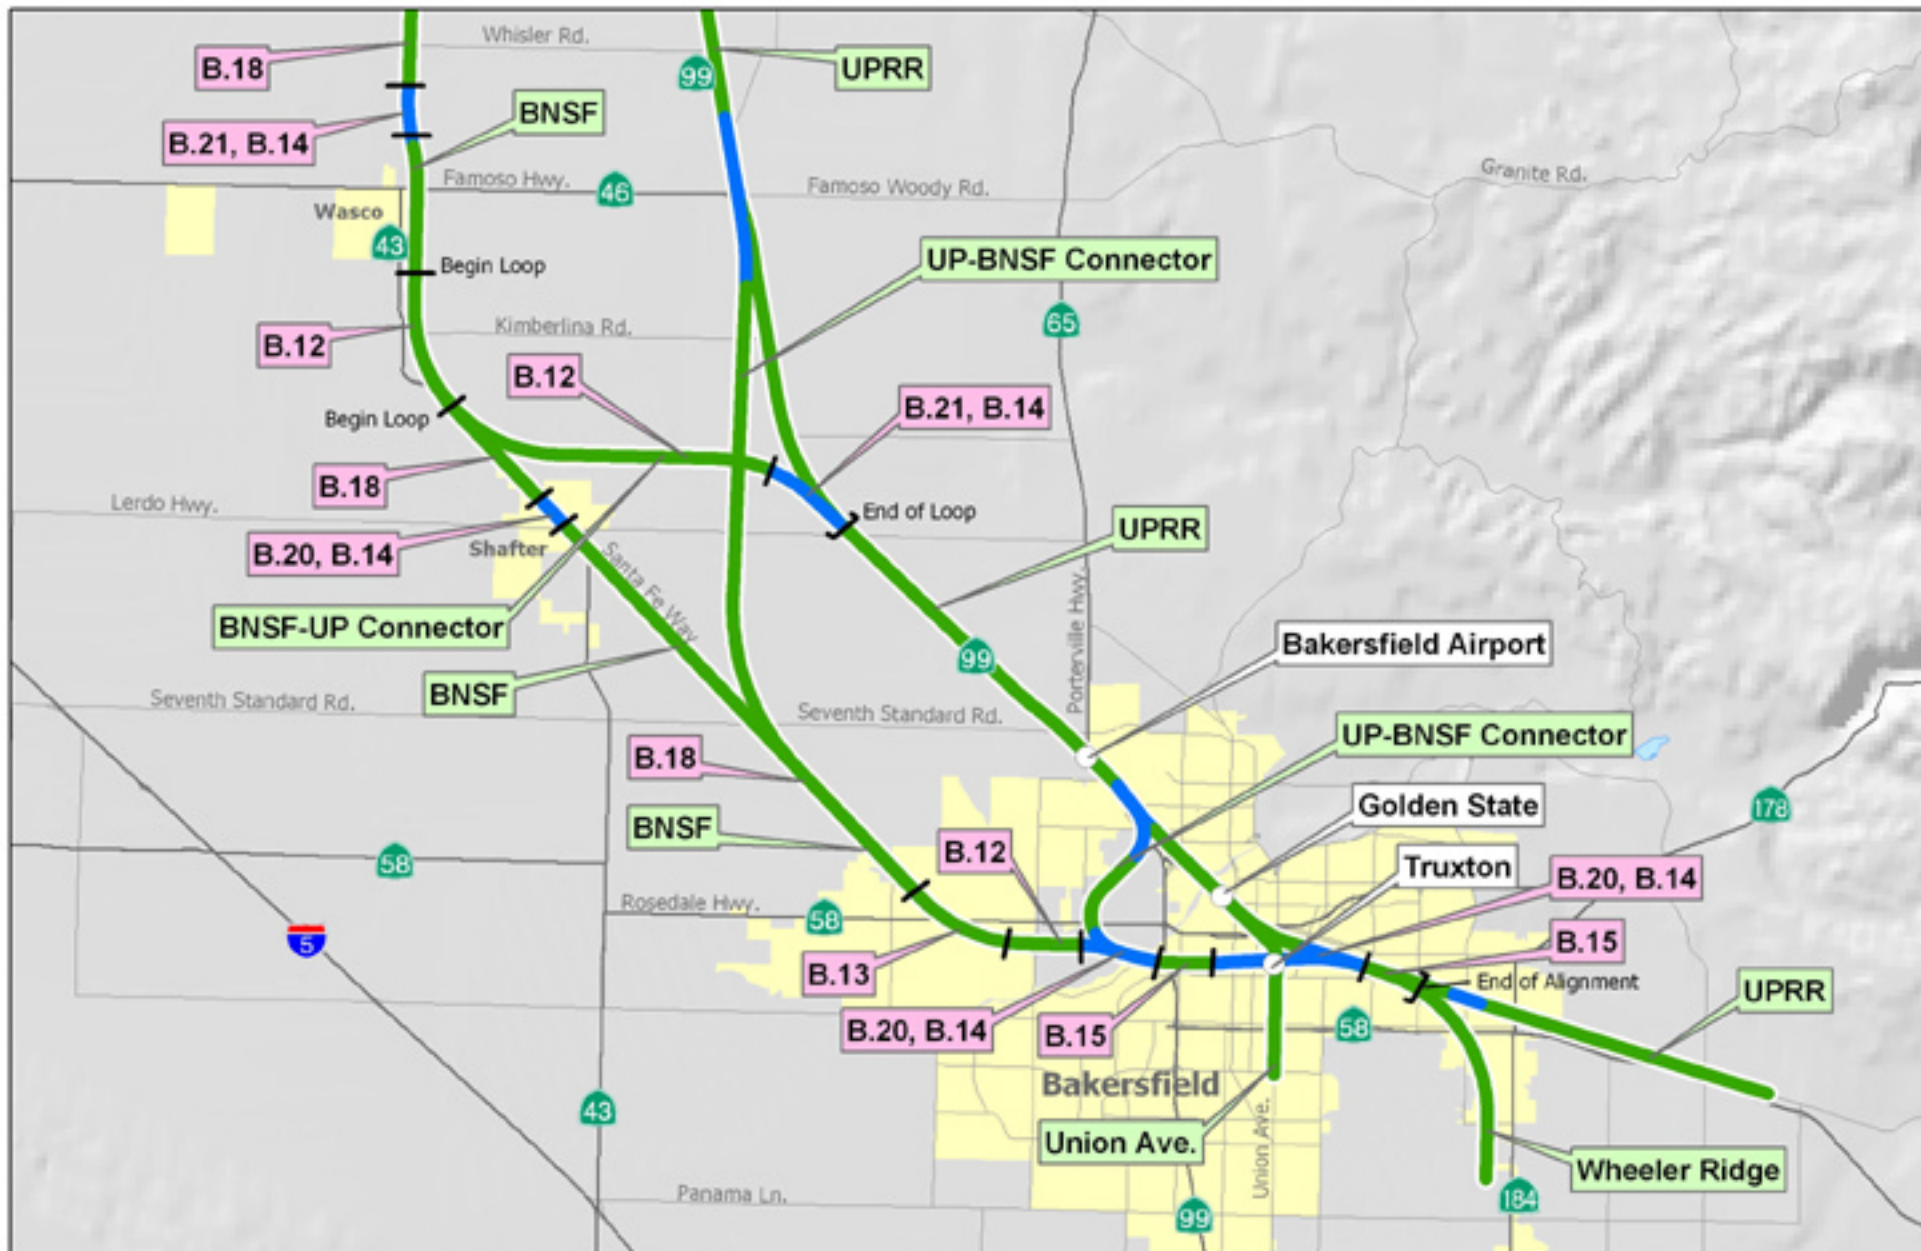 Whisler Rd.
B.18
99
UPRR
BNSF
B.21, B.14
Granite Rd.
Famoso Hwy.
46
Famoso Woody Rd.
Wasco
43
Begin Loop
UP-BNSF Connector
65
Kimberlina Rd.
B.12
B.12
B.21, B.14
Begin Loop
B.18
Lerdo Hwy.
End of Loop
UPRR
B.20, B.14
Shafter
Santa Fe Way
BNSF-UP Connector
Porterville Hwy.
99
Bakersfield Airport
BNSF
Seventh Standard Rd.
Seventh Standard Rd.
UP-BNSF Connector
B.18
Golden State
178
BNSF
B.12
58
Truxton
B.20, B.14
Rosedale Hwy.
58
5
B.15
B.13
End of Alignment
UPRR
B.20, B.14
B.15
58
Bakersfield
43
Union Ave.
Union Ave.
Wheeler Ridge
Panama Ln.
184
99